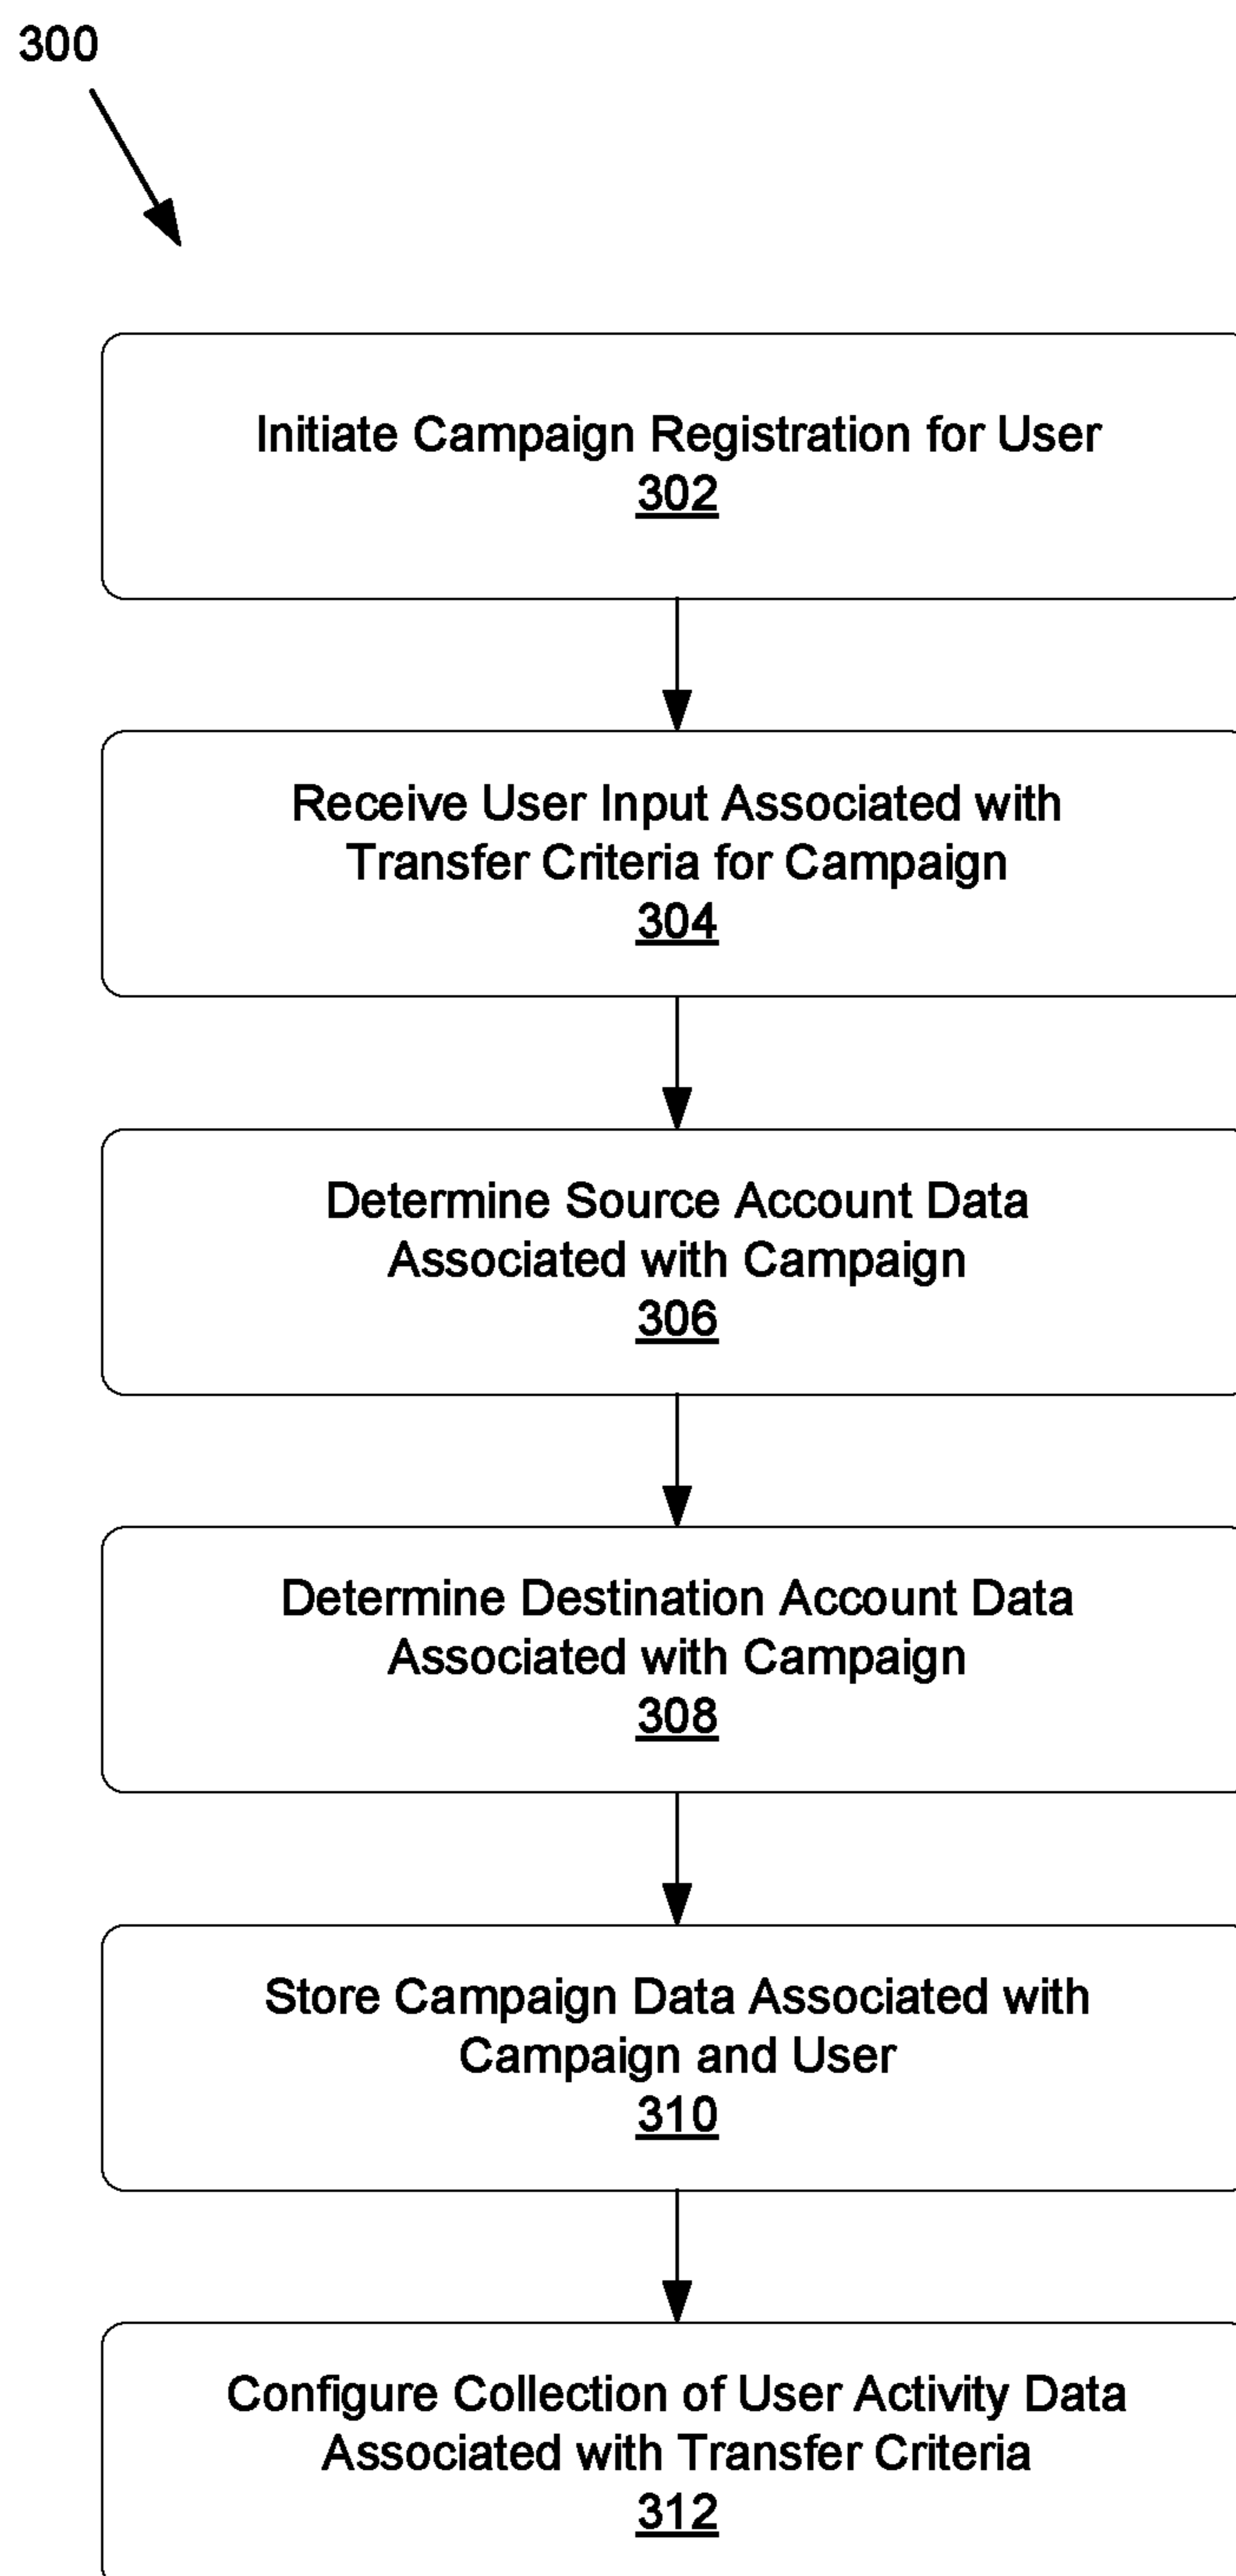 300
Initiate Campaign Registration for User
302
Receive User Input Associated with
Transfer Criteria for Campaign
304
Determine Source Account Data
Associated with Campaign
306
Determine Destination Account Data
Associated with Campaign
308
Store Campaign Data Associated with
Campaign and User
310
Configure Collection of User Activity Data
Associated with Transfer Criteria
312